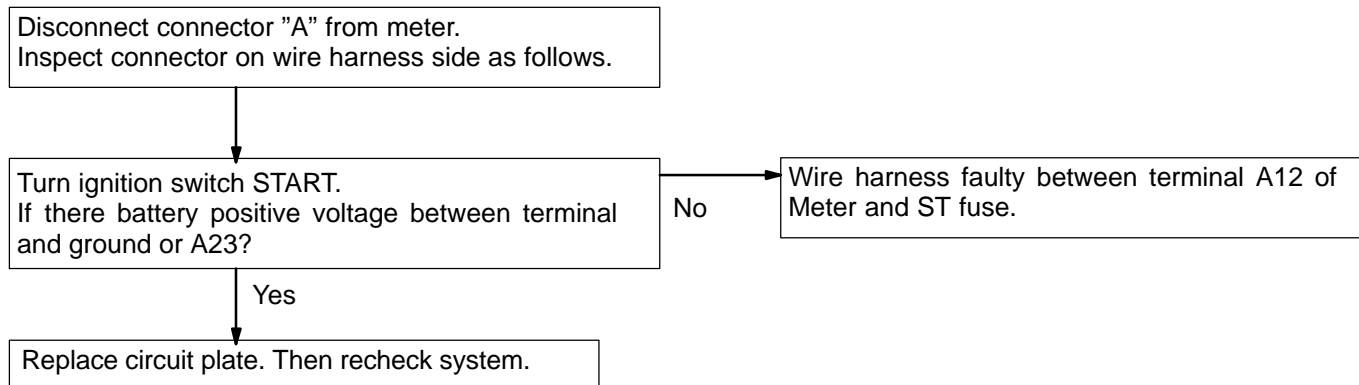 Disconnect connector ”A” from meter.
Inspect connector on wire harness side as follows.
Turn ignition switch START.
If there battery positive voltage between terminal
and ground or A23?
No
Wire harness faulty between terminal A12 of
Meter and ST fuse.
Yes
Replace circuit plate. Then recheck system.